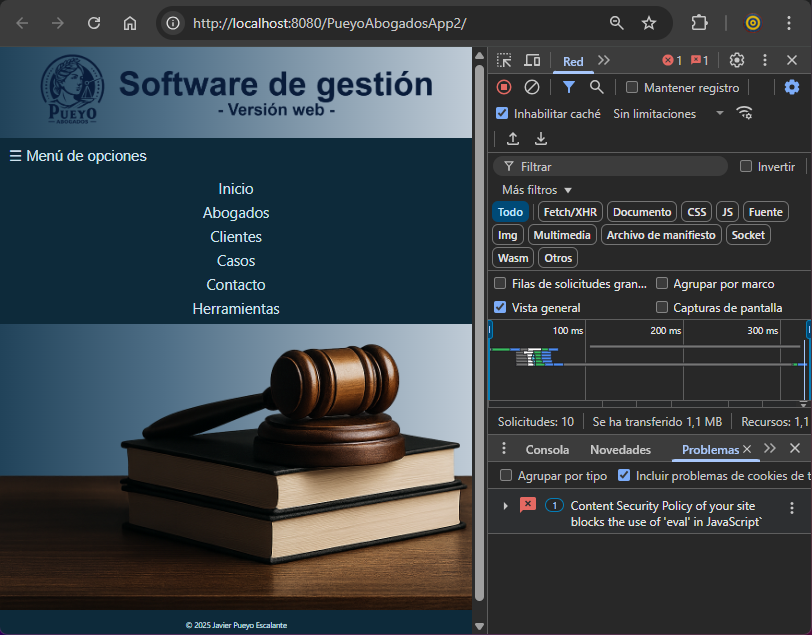 http://localhost:8080/PueyoAbogadosApp2/
PUEYO
ABOGADOS
Software de gestión
- Versión web -
☰ Menú de opciones
Inicio
Abogados
Clientes
Casos
Contacto
Herramientas
© 2025 Javier Pueyo Escalante
Red
1
1
Mantener registro
Inhabilitar caché
Sin limitaciones
Filtrar
Invertir
Más filtros
Todo
Fetch/XHR
Documento
CSS
JS
Fuente
Img
Multimedia
Archivo de manifiesto
Socket
Wasm
Otros
Filas de solicitudes gran...
Agrupar por marco
Vista general
Capturas de pantalla
100 ms
200 ms
300 ms
Solicitudes: 10
Se ha transferido 1,1 MB
Recursos: 1,1
Consola
Novedades
Problemas
Agrupar por tipo
Incluir problemas de cookies de t
1
Content Security Policy of your site
blocks the use of 'eval' in JavaScript`